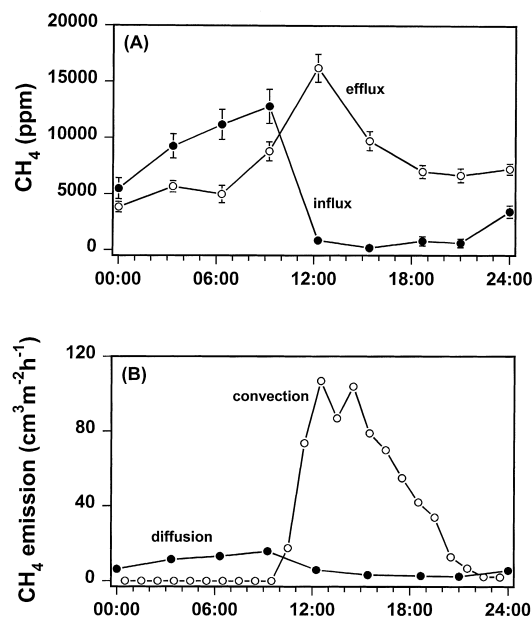 20000
(A)
15000
efflux
10000
CH4 (ppm)
5000
influx
0
00:00 06:00 12:00 18:00 24:00
120
(B)
convection
80
CH4 emission (cm3m-2h-1)
40
diffusion
0
00:00 06:00 12:00 18:00 24:00